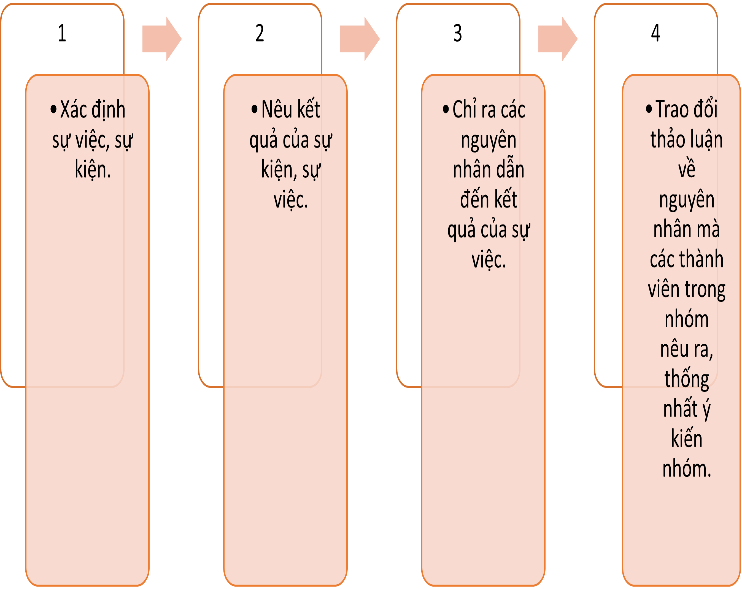 1
• Xác định
sự việc, sự
kiện.
2
• Nêu kết
quả của sự
kiện, sự
việc.
3
• Chỉ ra các
nguyên
nhân dẫn
đến kết
quả của sự
việc.
4
• Trao đổi
thảo luận
về
nguyên
nhân mà
các thành
viên trong
nhóm
nêu ra,
thống
nhất ý
kiến
nhóm.